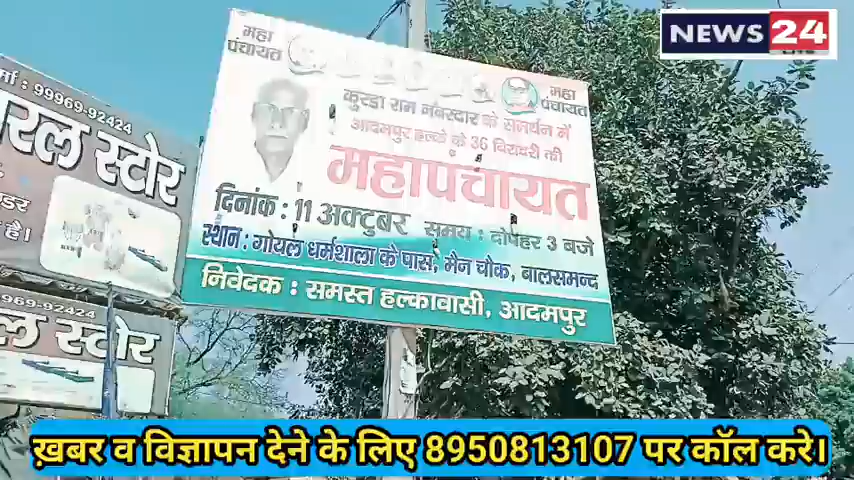 NEWS 24
महा पंचायत
महा पंचायत
कुरडा राम नंबरदार के समर्थन में
आदमपुर हल्के की 36 बिरादरी की
महापंचायत
दिनांक : 11 अक्टुबर समय : दोपहर 3 बजे
स्थान : गोयल धर्मशाला के पास, मैन चौक, बालसमन्द
निवेदक : समस्त हल्कावासी, आदमपुर
र्मा : 99969-92424
रल स्टोर
है।
9969-92424
ल स्टोर
ख़बर व विज्ञापन देने के लिए 8950813107 पर कॉल करे।